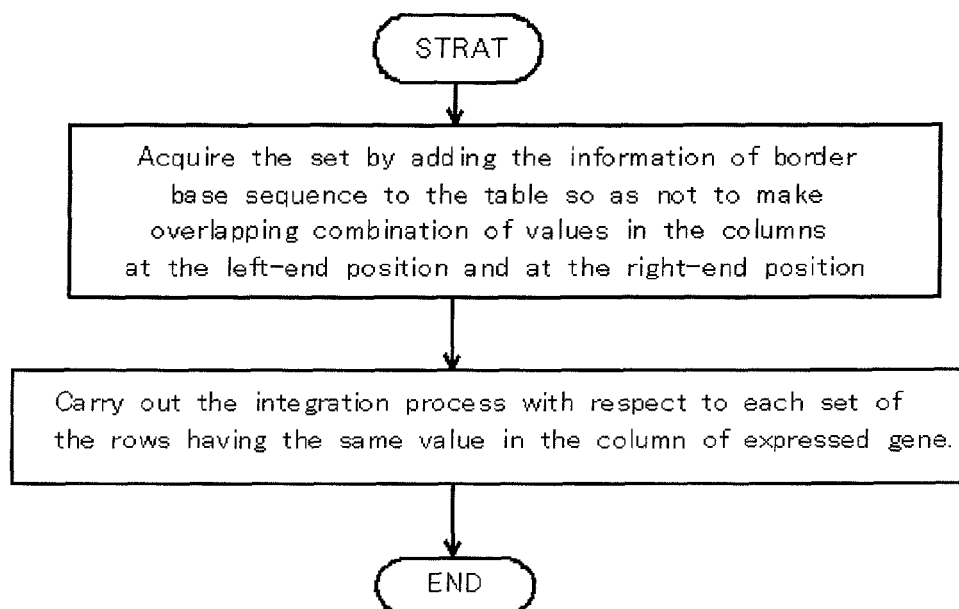 STRAT
Acquire the set by adding the information of border
base sequence to the table so as not to make
overlapping combination of values in the columns
at the left-end position and at the right-end position
Carry out the integration process with respect to each set of
the rows having the same value in the column of expressed gene.
END